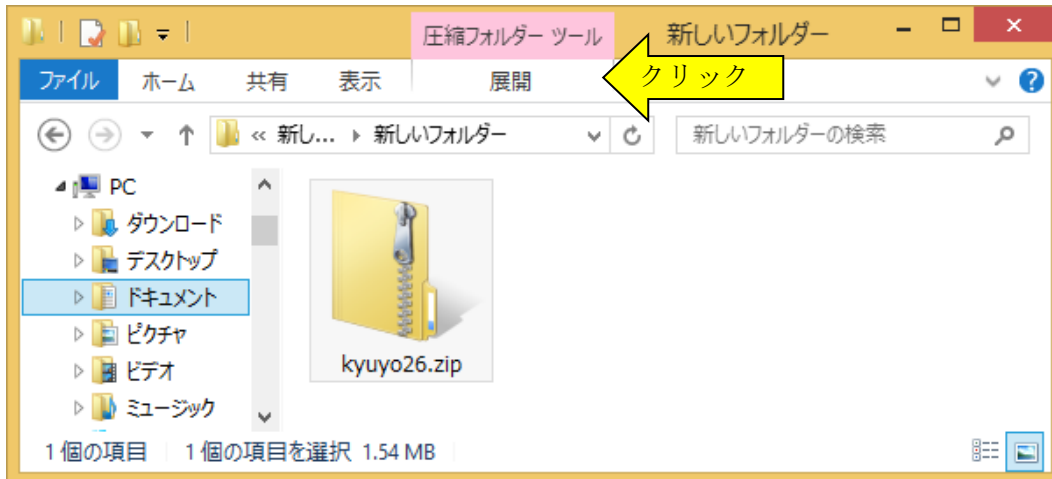 圧縮フォルダー ツール 新しいフォルダー
ファイル ホーム 共有 表示 展開 クリック
« 新し... 新しいフォルダー 新しいフォルダーの検索
PC
ダウンロード
デスクトップ
ドキュメント
ピクチャ
ビデオ
ミュージック
kyuyo26.zip
1 個の項目 1 個の項目を選択 1.54 MB